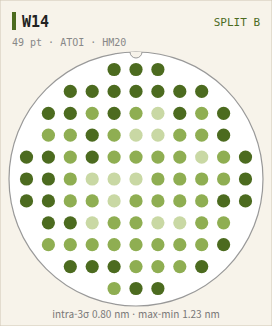 W14
SPLIT B
49 pt · ATOI · HM20
intra-3σ 0.80 nm · max-min 1.23 nm